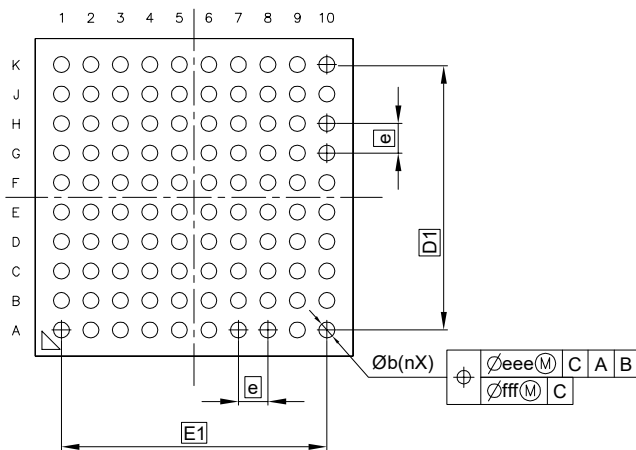 1 2 3 4 5 6 7 8 9 10
K
J
H
e
G
F
E
D
D1
C
B
A
Øb(nX)
Øeee Ⓜ C A B
Øfff Ⓜ C
e
E1